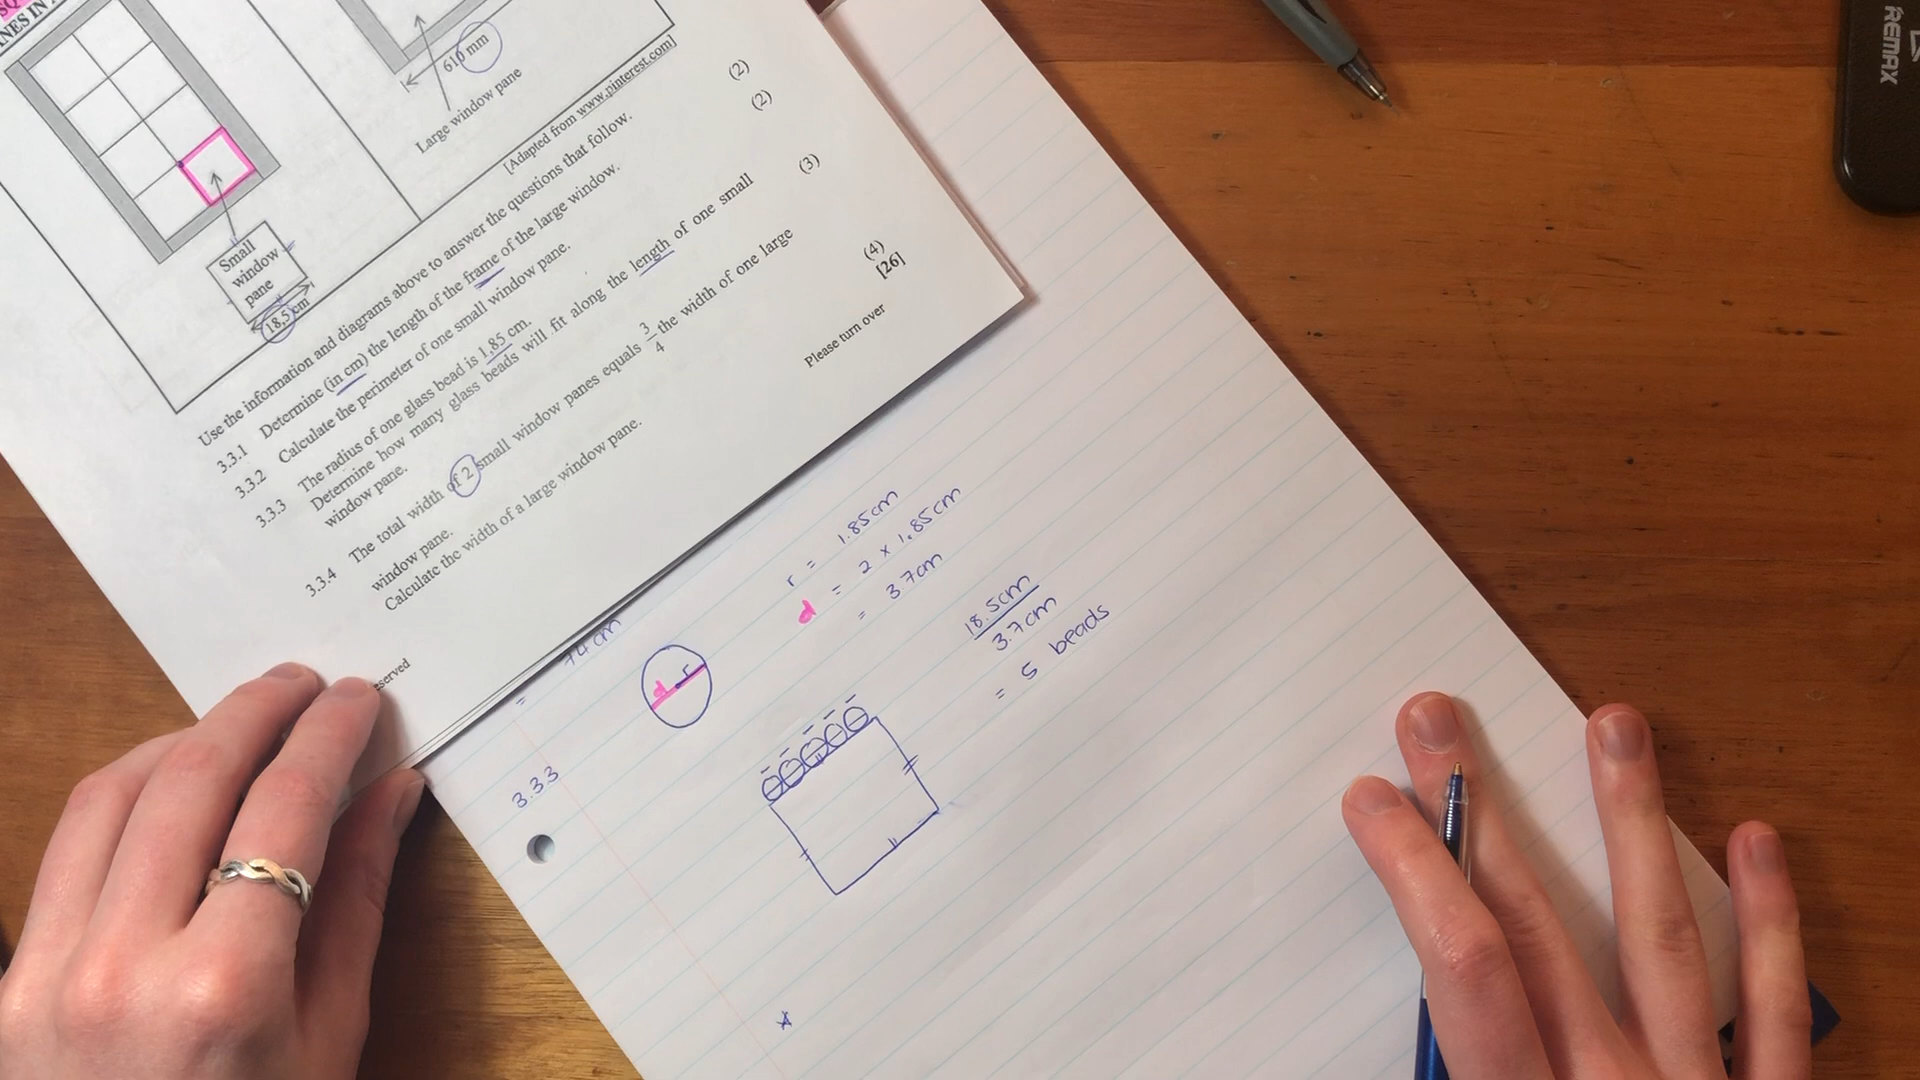 610 mm
Large window pane
[Adapted from www.pinterest.com]
Small
window
pane
18,5 cm
Use the information and diagrams above to answer the questions that follow.
3.3.1 Determine (in cm) the length of the frame of the large window. (2)
3.3.2 Calculate the perimeter of one small window pane. (2)
3.3.3 The radius of one glass bead is 1,85 cm.
Determine how many glass beads will fit along the length of one small
window pane. (3)
3.3.4 The total width of 2 small window panes equals 3/4 the width of one large
window pane.
Calculate the width of a large window pane. (4)
[26]
Please turn over
eserved
= 74 cm
3.3.3
d r
r = 1.85cm
d = 2 x 1.85cm
= 3.7cm
18.5cm
3.7cm
= 5 beads
REMAX